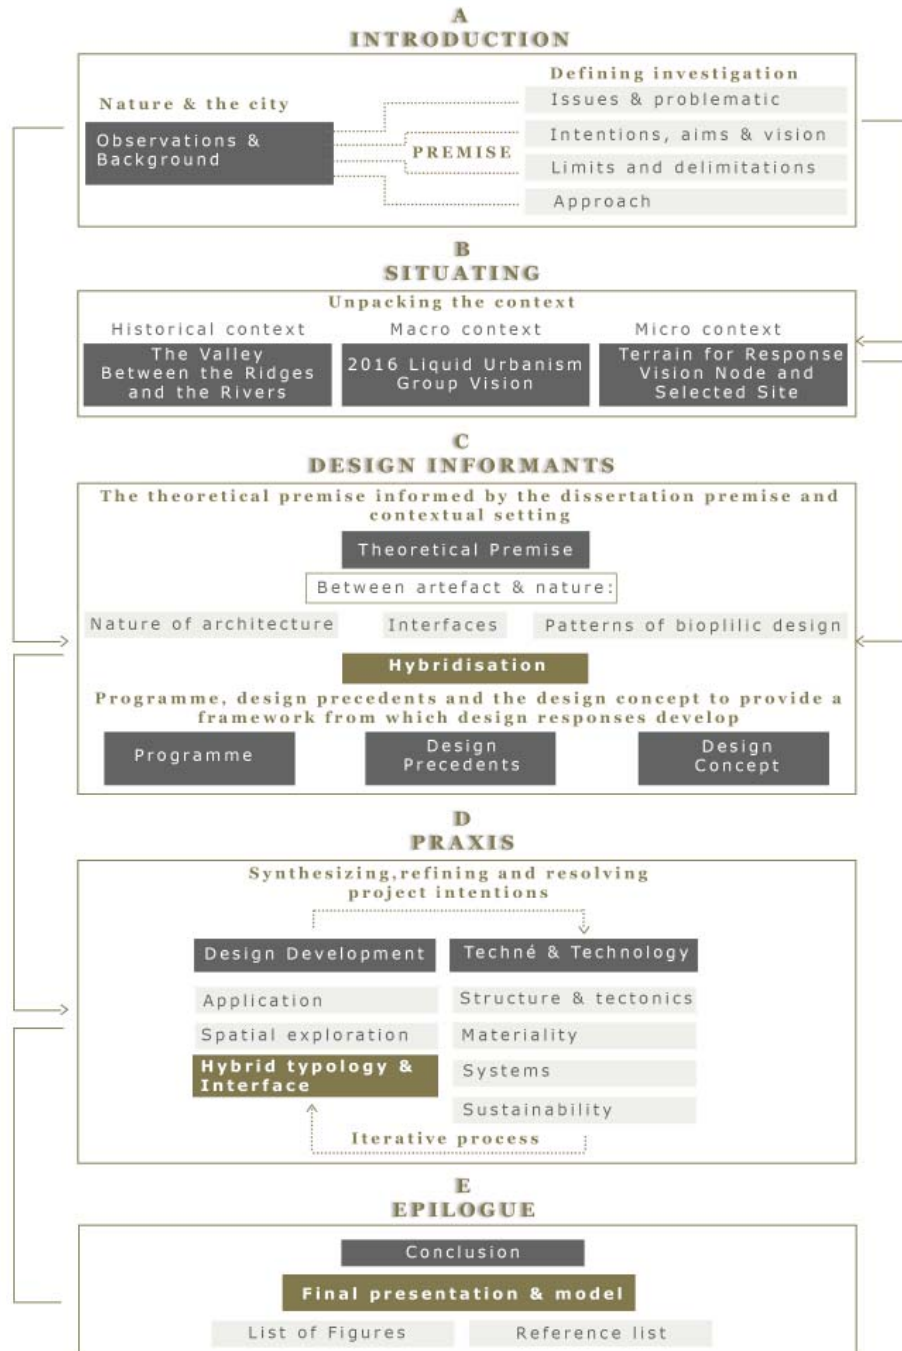 A
INTRODUCTION
Nature & the city
Observations &
Background
PREMISE
Defining investigation
Issues & problematic
Intentions, aims & vision
Limits and delimitations
Approach
B
SITUATING
Unpacking the context
Historical context
The Valley
Between the Ridges
and the Rivers
Macro context
2016 Liquid Urbanism
Group Vision
Micro context
Terrain for Response
Vision Node and
Selected Site
C
DESIGN INFORMANTS
The theoretical premise informed by the dissertation premise and
contextual setting
Theoretical Premise
Between artefact & nature:
Nature of architecture
Interfaces
Patterns of bioplilic design
Hybridisation
Programme, design precedents and the design concept to provide a
framework from which design responses develop
Programme
Design
Precedents
Design
Concept
D
PRAXIS
Synthesizing,refining and resolving
project intentions
Design Development
Application
Spatial exploration
Hybrid typology &
Interface
Techné & Technology
Structure & tectonics
Materiality
Systems
Sustainability
Iterative process
E
EPILOGUE
Conclusion
Final presentation & model
List of Figures
Reference list